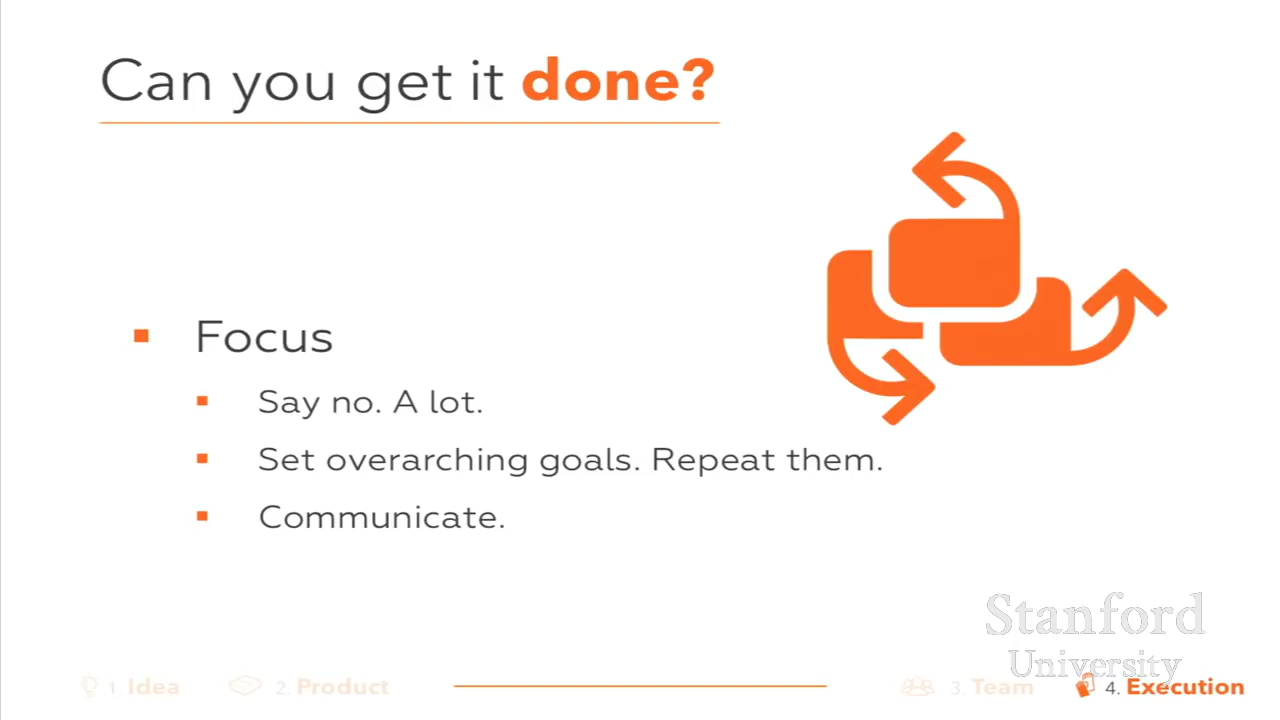 Can you get it done?
Focus
Say no. A lot.
Set overarching goals. Repeat them.
Communicate.
Stanford
University
1. Idea
2. Product
3. Team
4. Execution